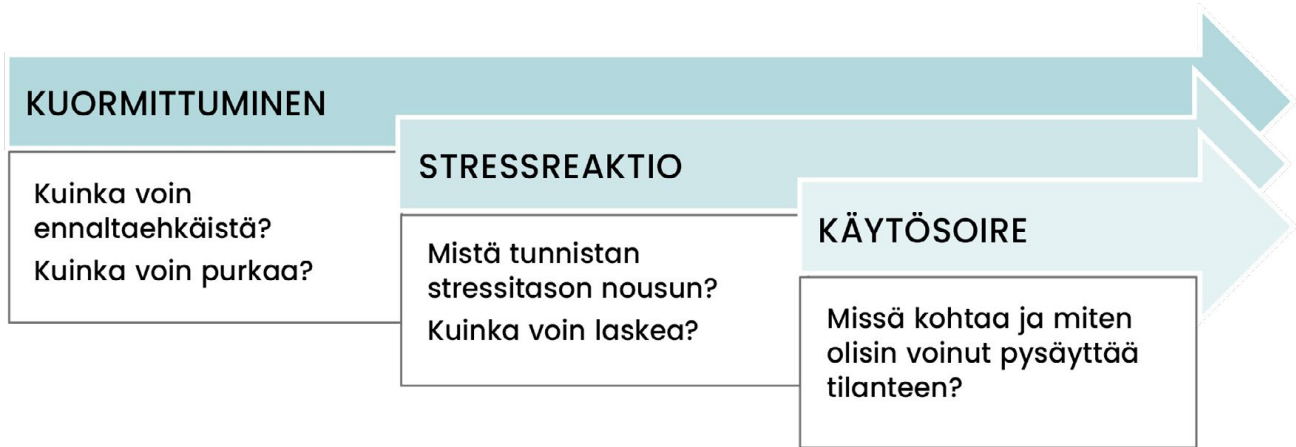 KUORMITTUMINEN
Kuinka voin
ennaltaehkäistä?
Kuinka voin purkaa?
STRESSREAKTIO
Mistä tunnistan
stressitason nousun?
Kuinka voin laskea?
KÄYTÖSOIRE
Missä kohtaa ja miten
olisin voinut pysäyttää
tilanteen?